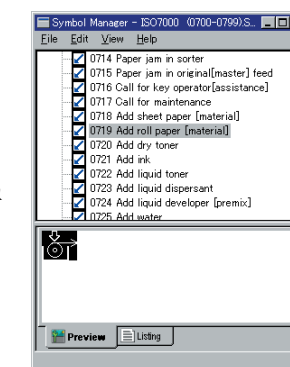 Symbol Manager - ISO7000 (0700-0799).S..
File Edit View Help
0714 Paper jam in sorter
0715 Paper jam in original[master] feed
0716 Call for key operator[assistance]
0717 Call for maintenance
0718 Add sheet paper [material]
0719 Add roll paper [material]
0720 Add dry toner
0721 Add ink
0722 Add liquid toner
0723 Add liquid dispersant
0724 Add liquid developer [premix]
0725 Add water
Preview Listing